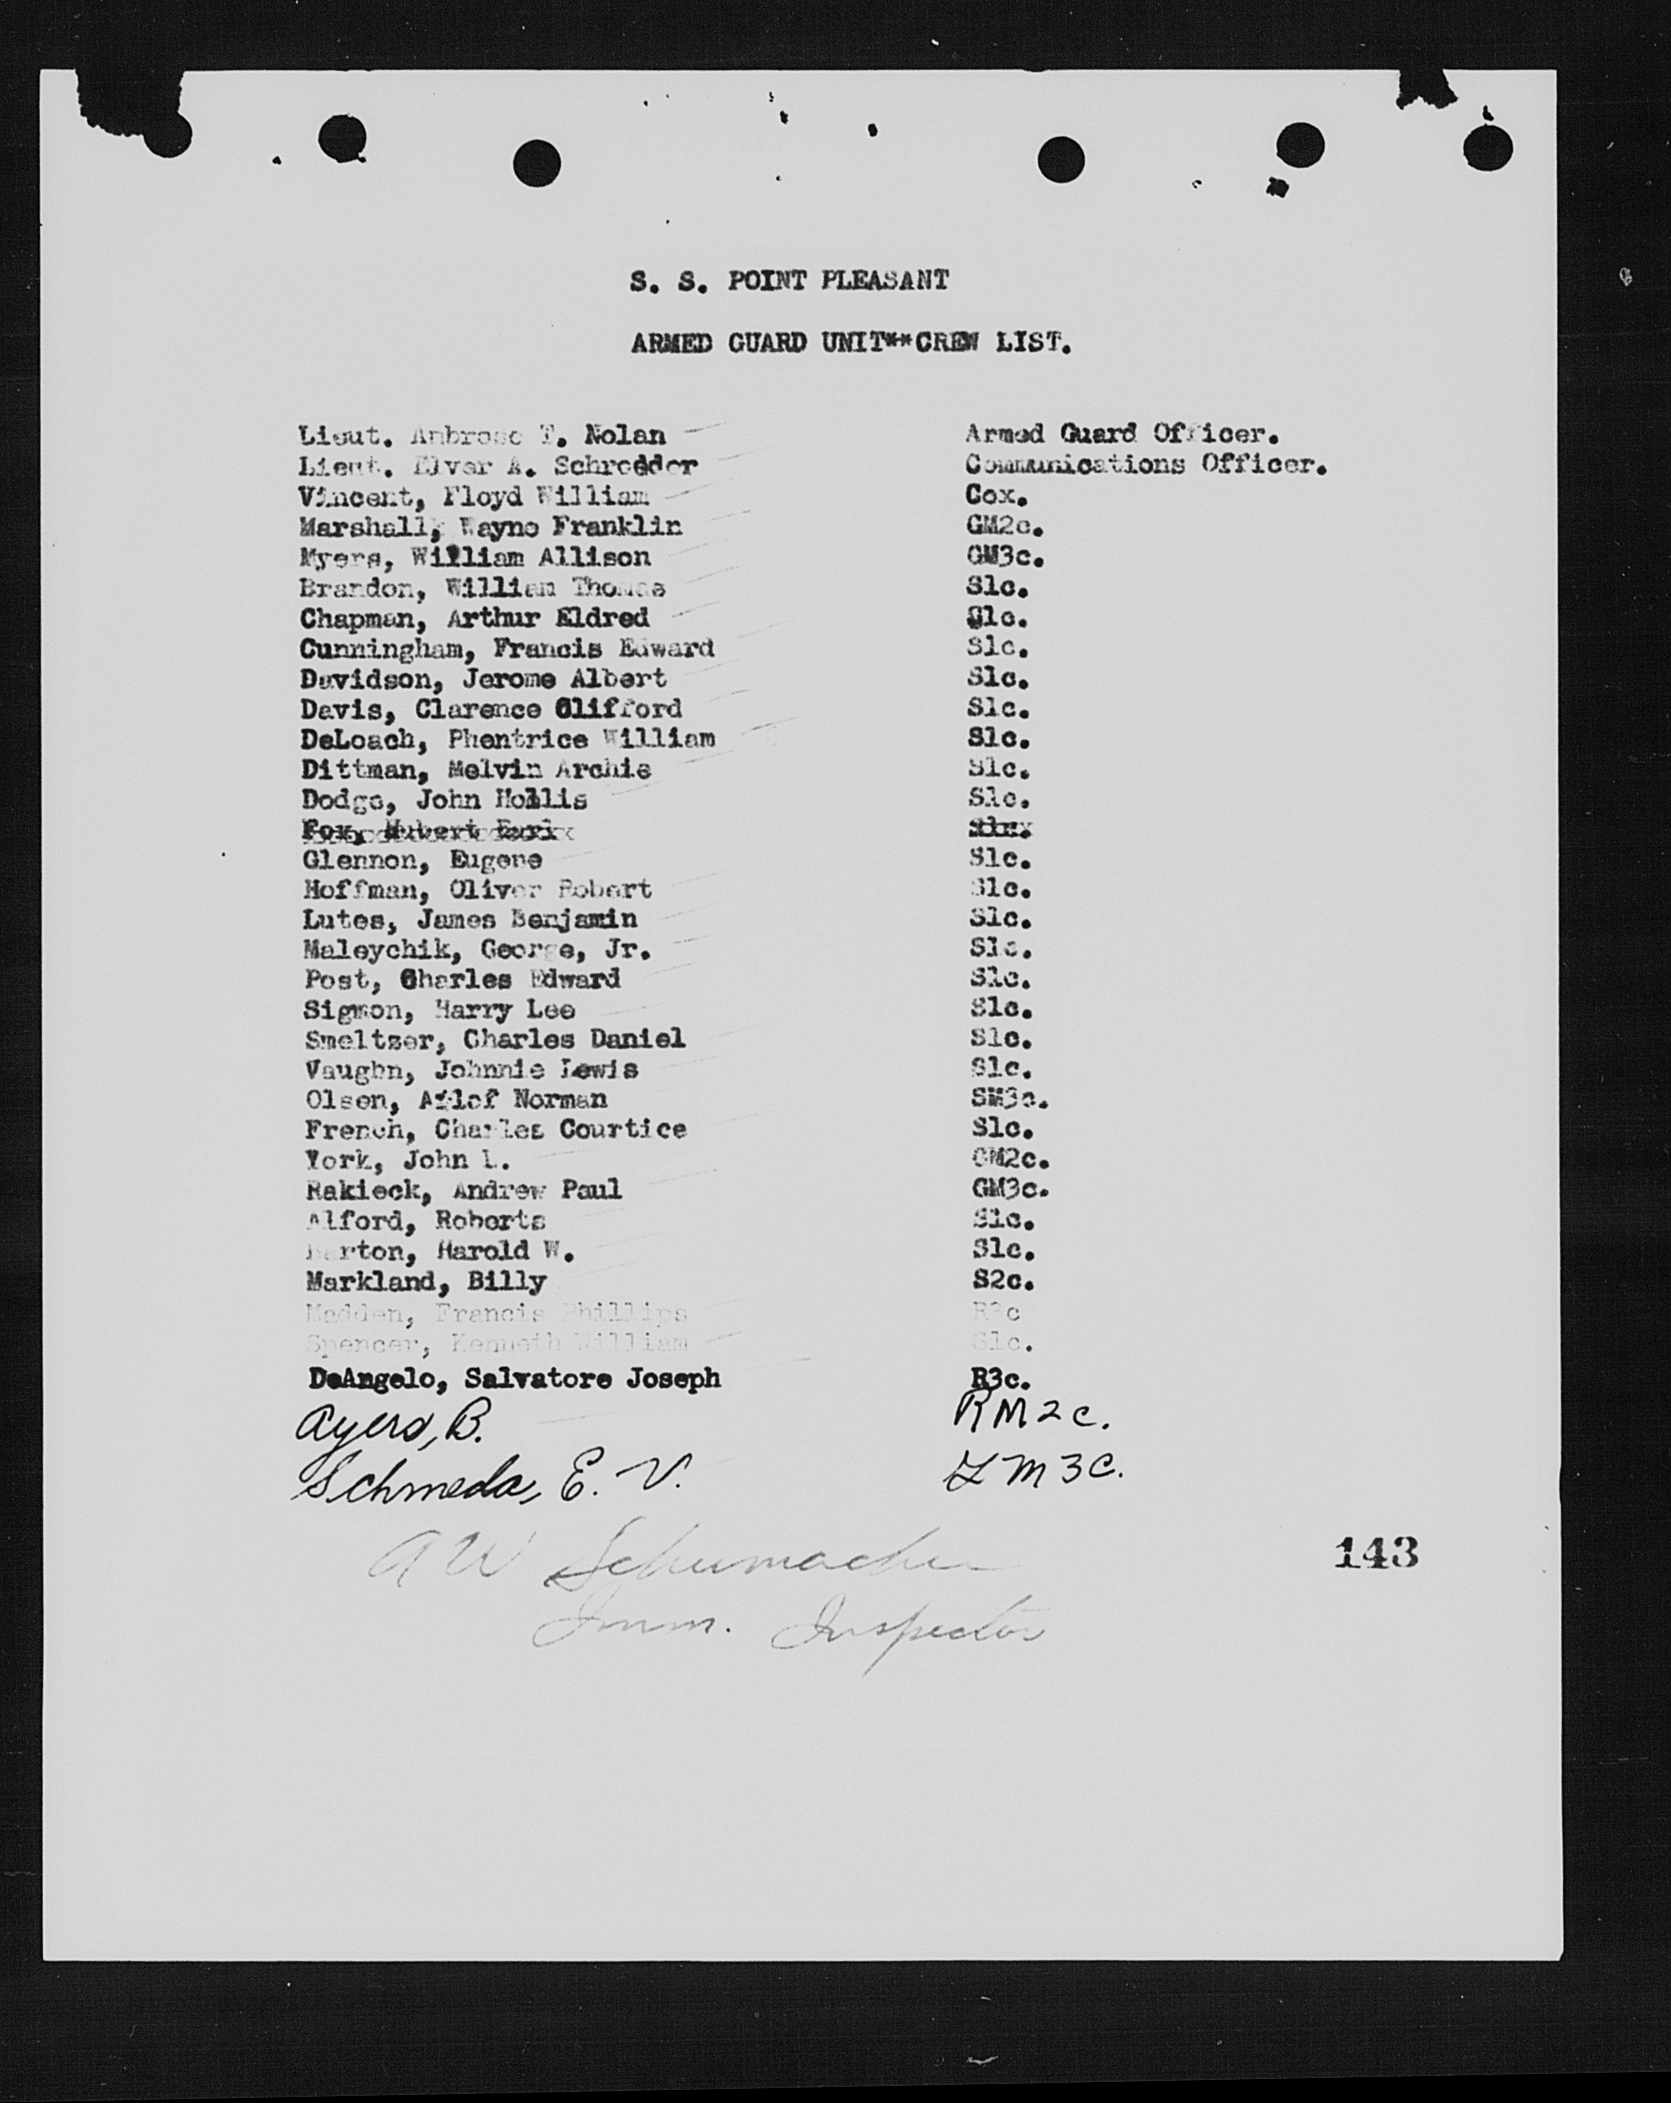 S. S. POINT PLEASANT
ARMED GUARD UNIT**CREW LIST.
Lieut. Ambrose T. Nolan Armed Guard Officer.
Lieut. Elver A. Schrodder Communications Officer.
Vincent, Floyd William Cox.
Marshall, Wayne Franklin GM2c.
Myers, William Allison GM3c.
Brandon, William Thomas S1c.
Chapman, Arthur Eldred S1c.
Cunningham, Francis Edward S1c.
Davidson, Jerome Albert S1c.
Davis, Clarence Clifford S1c.
DeLoach, Phentrice William S1c.
Dittman, Melvin Archie S1c.
Dodge, John Hollis S1c.
Fox, Hubert
Glennon, Eugene S1c.
Hoffman, Oliver Robert S1c.
Lutes, James Benjamin S1c.
Maleychik, George, Jr. S1c.
Post, Charles Edward S1c.
Sigmon, Harry Lee S1c.
Smeltzer, Charles Daniel S1c.
Vaughn, Johnnie Lewis S1c.
Olsen, Norman SM3c.
French, Charles Courtice S1c.
York, John L. GM2c.
Rakieck, Andrew Paul GM3c.
Alford, Roberts S1c.
Harold W. S1c.
Markland, Billy S2c.
Madden, Francis Phillips
Spencer, Kenneth William S1c.
DeAngelo, Salvatore Joseph R3c.
Ayers, B. RM2c.
Schmeda, E. V. M3c.
A W Schumacher
143
Imm. Inspector